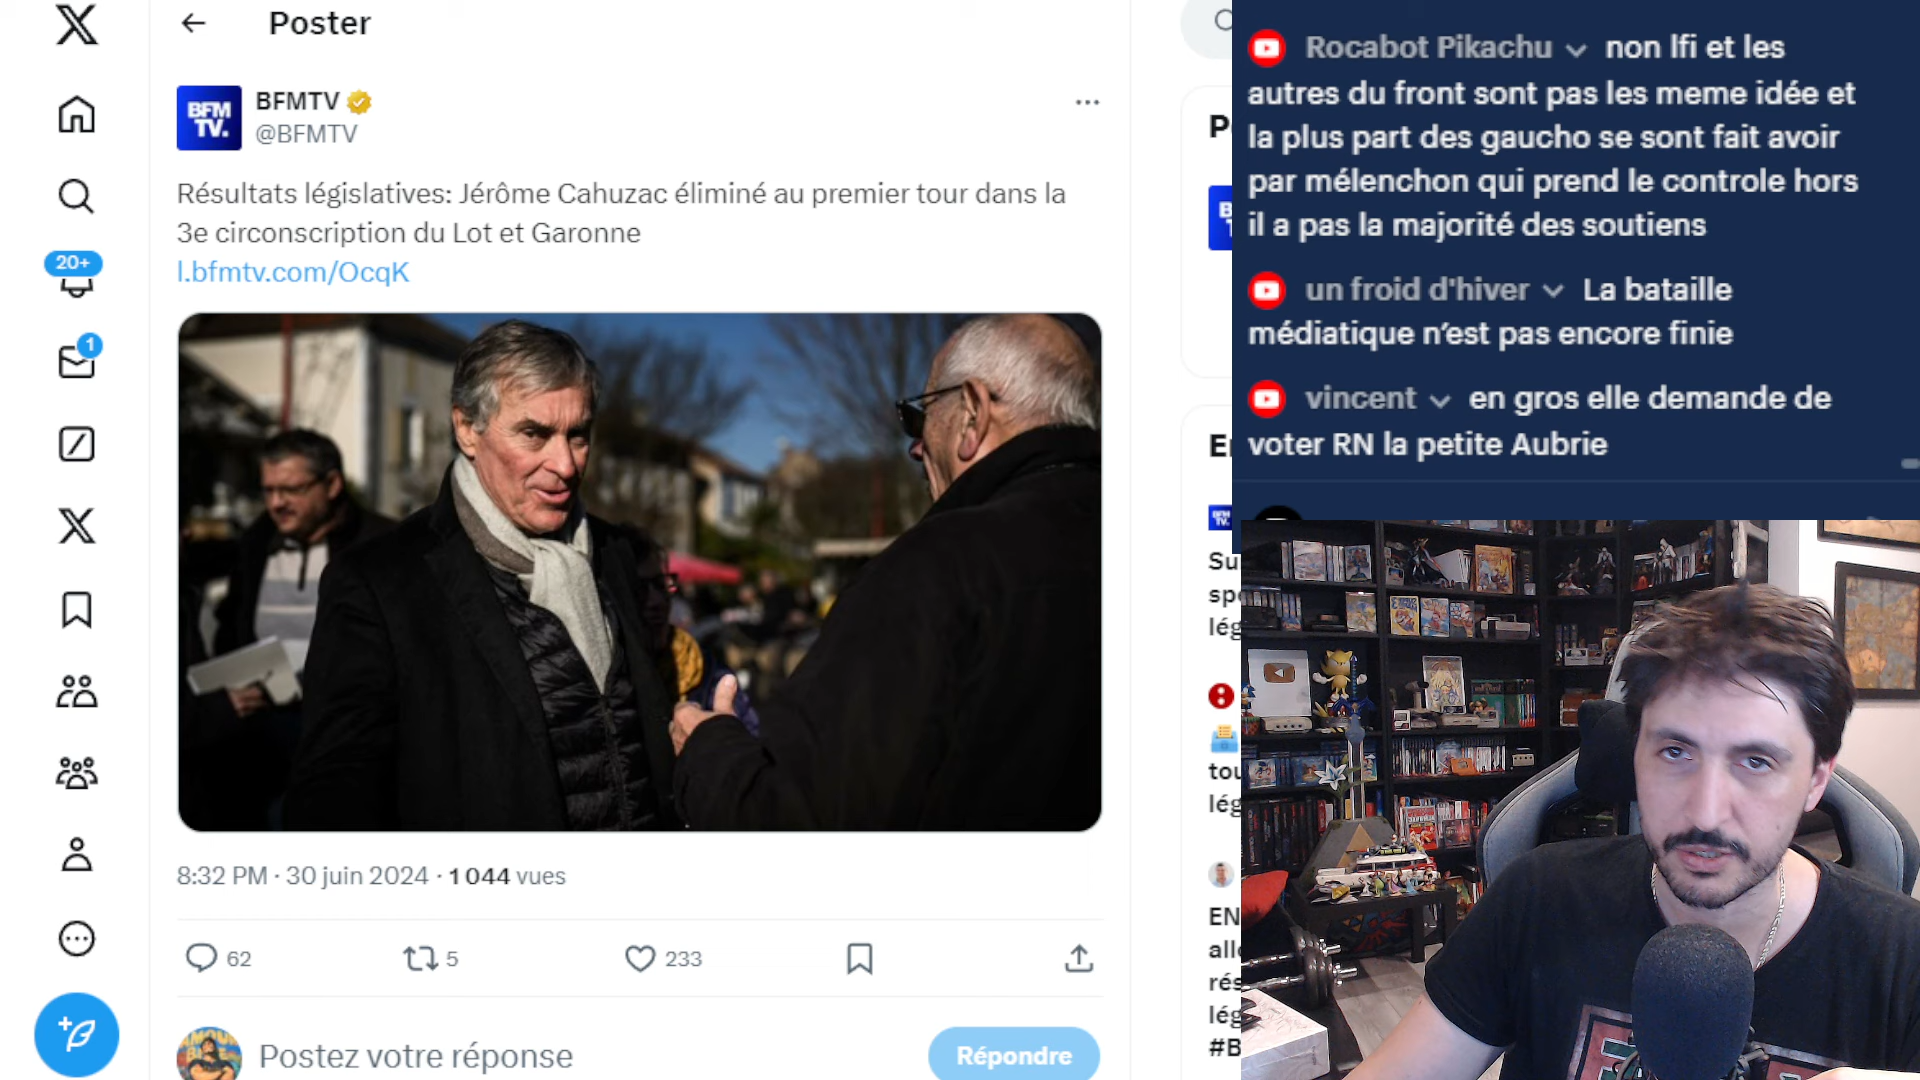 Poster
BFM
TV.
BFMTV
@BFMTV
Résultats législatives: Jérôme Cahuzac éliminé au premier tour dans la
3e circonscription du Lot et Garonne
l.bfmtv.com/OcqK
8:32 PM · 30 juin 2024 · 1 044 vues
62
5
233
Postez votre réponse
Répondre
20+
1
Rocabot Pikachu non lfi et les
autres du front sont pas les meme idée et
la plus part des gaucho se sont fait avoir
par mélenchon qui prend le controle hors
il a pas la majorité des soutiens
un froid d'hiver La bataille
médiatique n'est pas encore finie
vincent en gros elle demande de
voter RN la petite Aubrie
#B